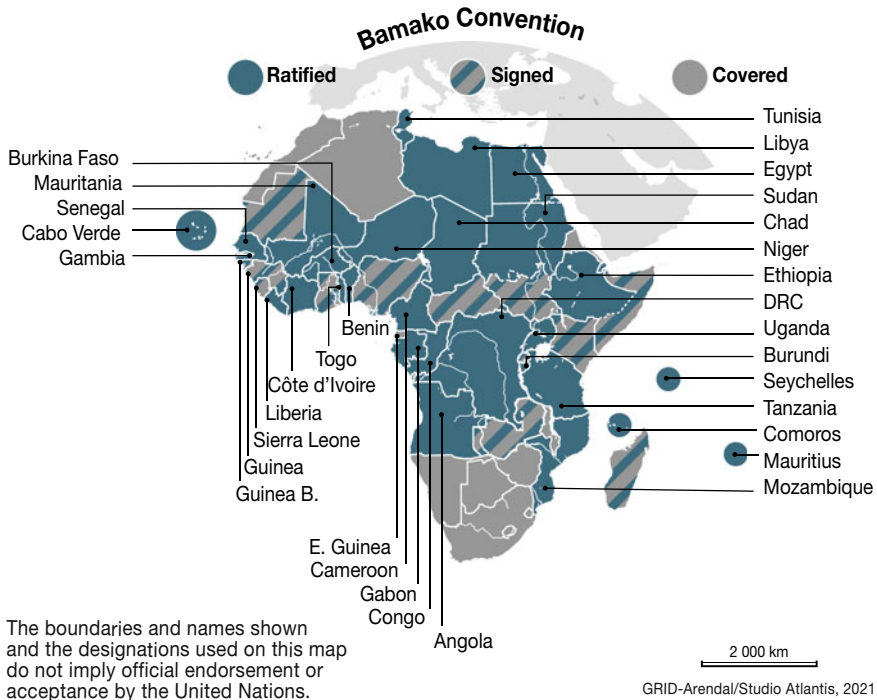 Bamako Convention
Ratified
Signed
Covered
Burkina Faso
Mauritania
Senegal
Cabo Verde
Gambia
Tunisia
Libya
Egypt
Sudan
Chad
Niger
Ethiopia
DRC
Uganda
Burundi
Seychelles
Tanzania
Comoros
Mauritius
Mozambique
Benin
Togo
Côte d'Ivoire
Liberia
Sierra Leone
Guinea
Guinea B.
E. Guinea
Cameroon
Gabon
Congo
Angola
The boundaries and names shown
and the designations used on this map
do not imply official endorsement or
acceptance by the United Nations.
2 000 km
GRID-Arendal/Studio Atlantis, 2021